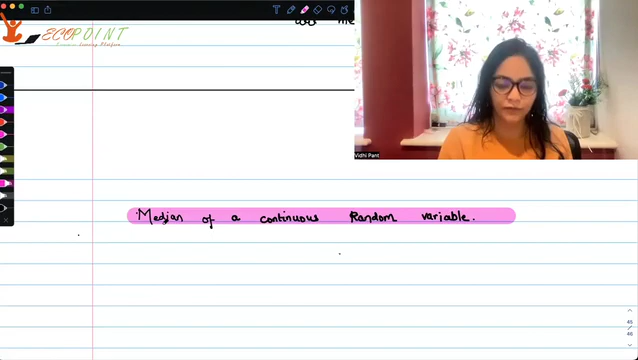 ECOPOINT
Vidhi Pant
Median of a continuous Random variable.
45
/
46